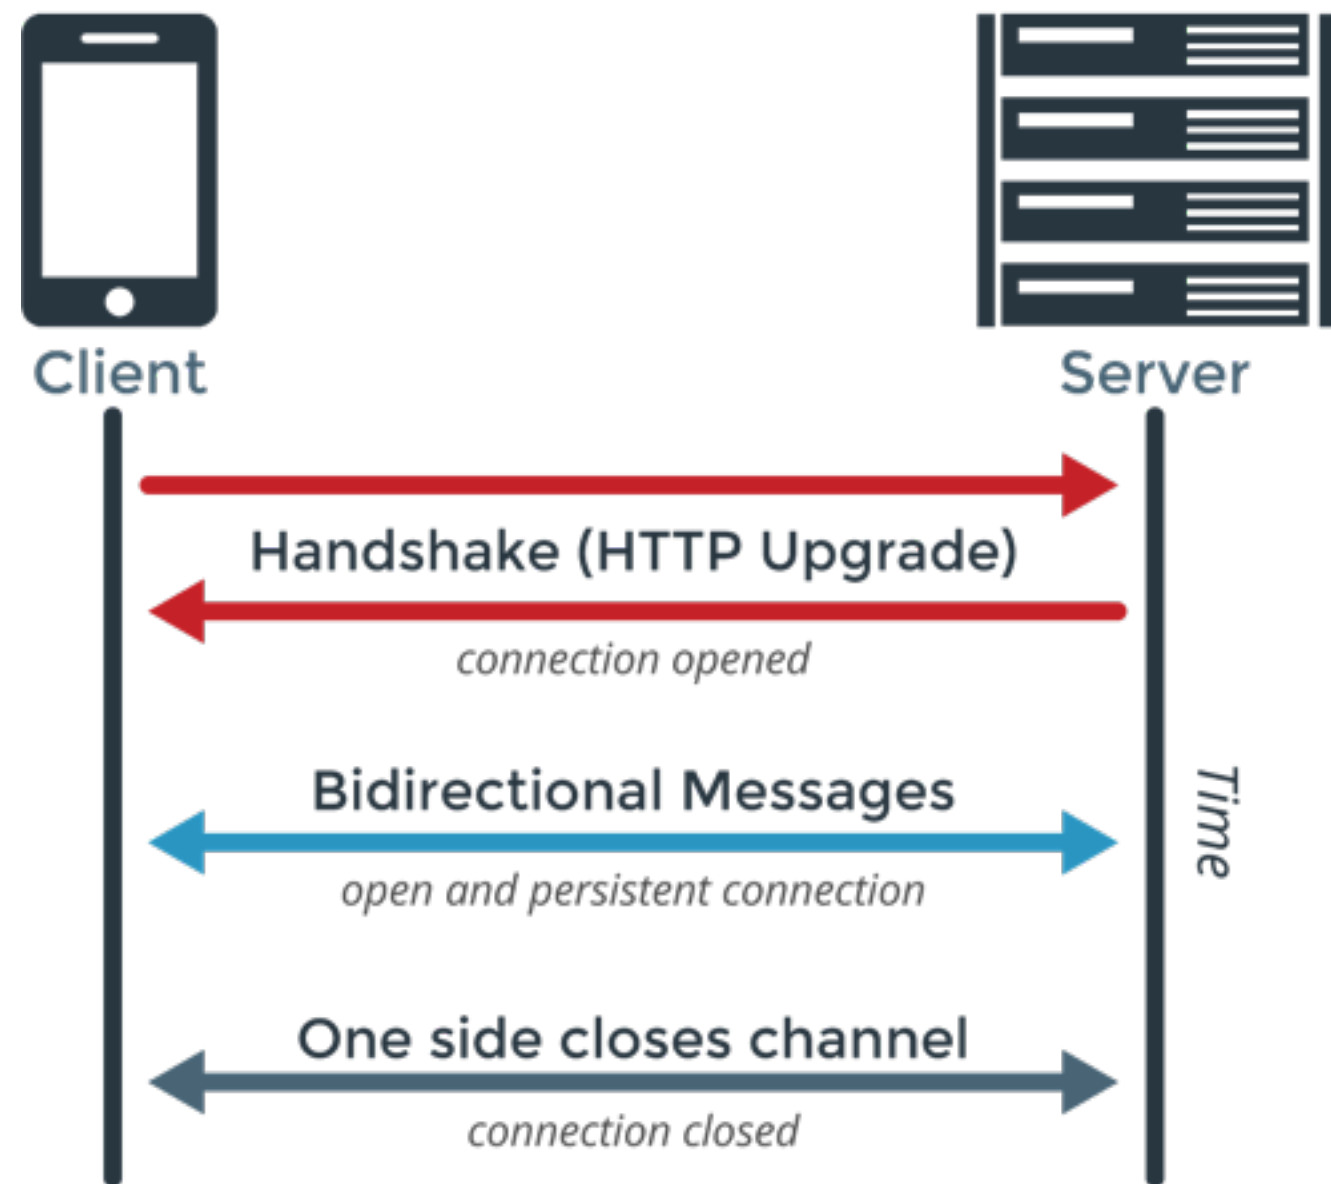 Client
Server
Handshake (HTTP Upgrade)
connection opened
Bidirectional Messages
open and persistent connection
Time
One side closes channel
connection closed